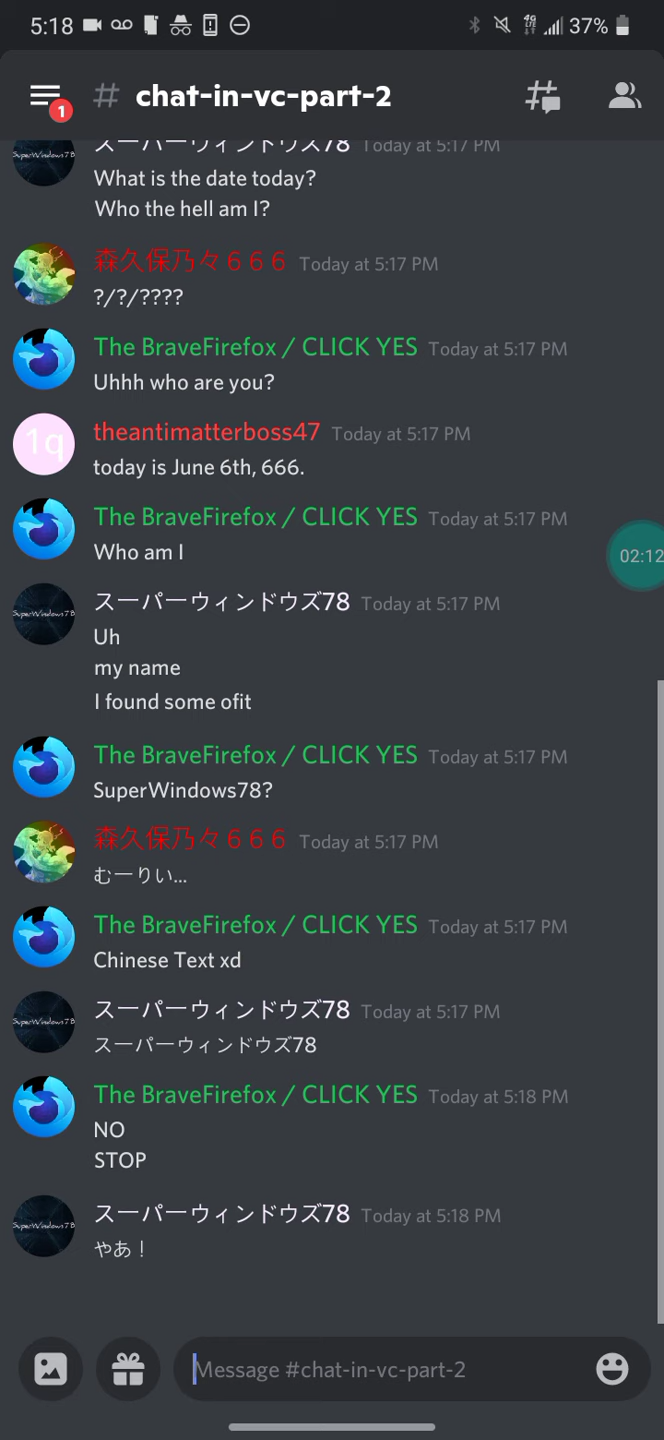 5:18
4G
LTE
37%
1
# chat-in-vc-part-2
スーパーウィンドウズ78 Today at 5:17 PM
SuperWindows78
What is the date today?
Who the hell am I?
森久保乃々６６６ Today at 5:17 PM
?/?/????
The BraveFirefox / CLICK YES Today at 5:17 PM
Uhhh who are you?
theantimatterboss47 Today at 5:17 PM
1q
today is June 6th, 666.
The BraveFirefox / CLICK YES Today at 5:17 PM
Who am I
02:12
スーパーウィンドウズ78 Today at 5:17 PM
SuperWindows78
Uh
my name
I found some ofit
The BraveFirefox / CLICK YES Today at 5:17 PM
SuperWindows78?
森久保乃々６６６ Today at 5:17 PM
むーりぃ...
The BraveFirefox / CLICK YES Today at 5:17 PM
Chinese Text xd
スーパーウィンドウズ78 Today at 5:17 PM
SuperWindows78
スーパーウィンドウズ78
The BraveFirefox / CLICK YES Today at 5:18 PM
NO
STOP
スーパーウィンドウズ78 Today at 5:18 PM
SuperWindows78
やあ！
Message #chat-in-vc-part-2